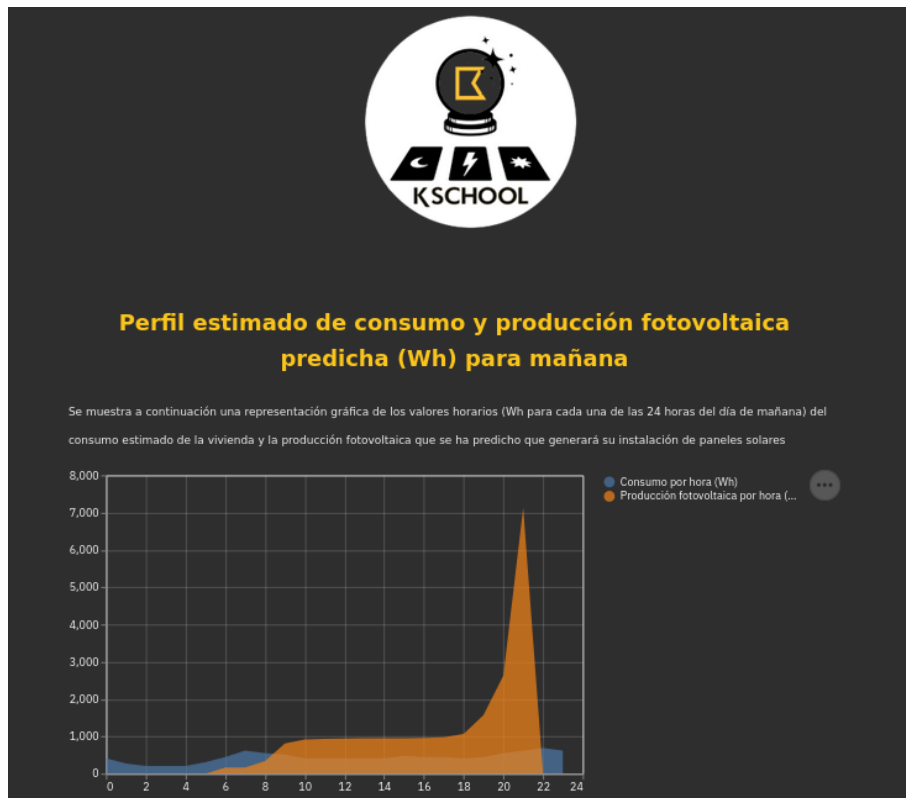 KSCHOOL
Perfil estimado de consumo y producción fotovoltaica
predicha (Wh) para mañana
Se muestra a continuación una representación gráfica de los valores horarios (Wh para cada una de las 24 horas del día de mañana) del
consumo estimado de la vivienda y la producción fotovoltaica que se ha predicho que generará su instalación de paneles solares
8,000
7,000
6,000
5,000
4,000
3,000
2,000
1,000
0
0 2 4 6 8 10 12 14 16 18 20 22 24
Consumo por hora (Wh)
Producción fotovoltaica por hora (...